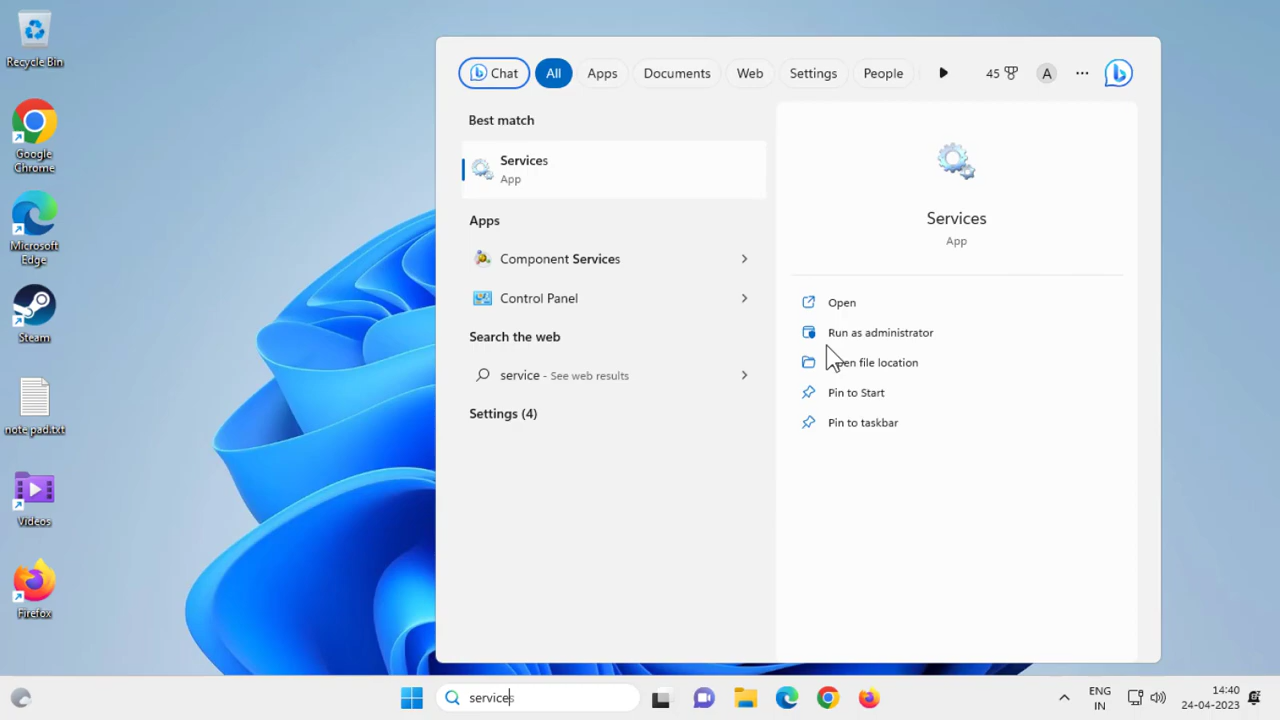 Recycle Bin
Google
Chrome
Microsoft
Edge
Steam
note pad.txt
Videos
Firefox
Chat
All
Apps
Documents
Web
Settings
People
45
A
Best match
Services
App
Apps
Component Services
Control Panel
Search the web
service - See web results
Settings (4)
Services
App
Open
Run as administrator
en file location
Pin to Start
Pin to taskbar
services
ENG
IN
14:40
24-04-2023